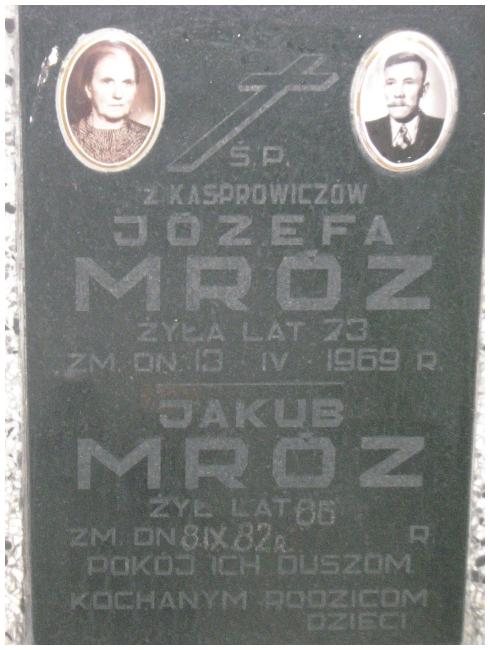 Ś.P.
Z KASPROWICZÓW
JÓZEFA
MRÓZ
ŻYŁA LAT 73
ZM. DN. 13 IV 1969 R.
JAKUB
MRÓZ
ŻYŁ LAT 86
ZM. DN 8 IX 82 R. R.
POKÓJ ICH DUSZOM
KOCHANYM RODZICOM
DZIECI